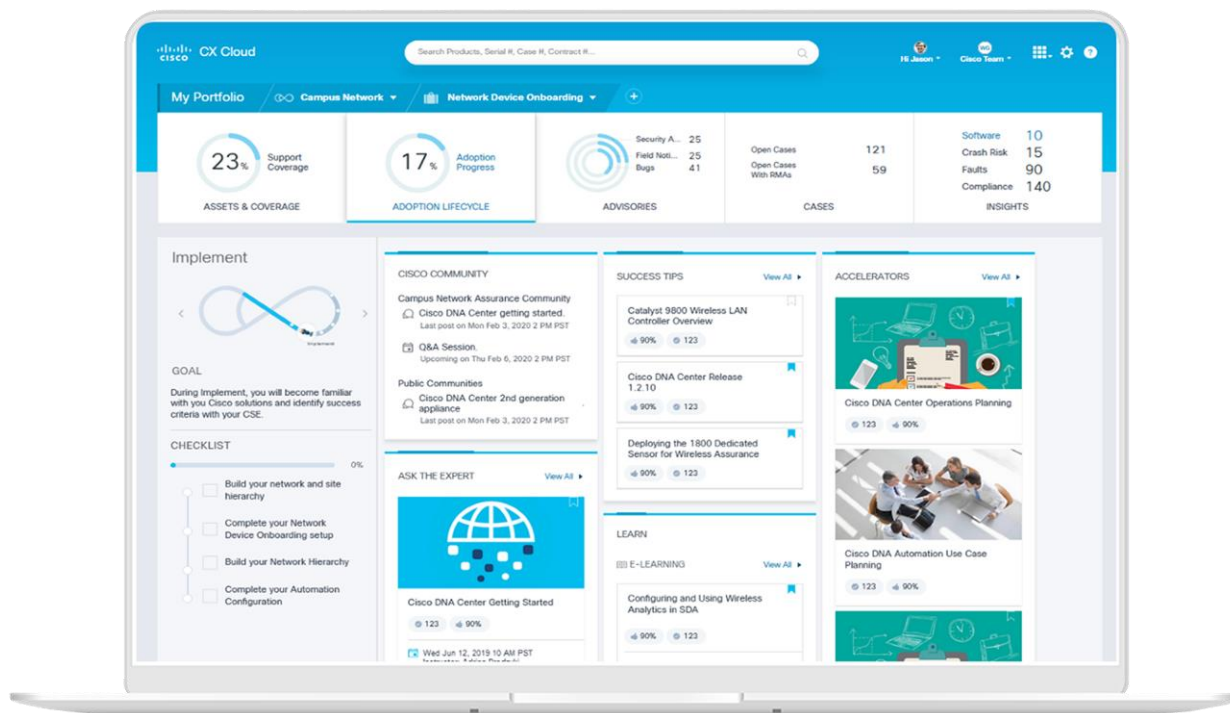 cisco CX Cloud
Search Products, Serial #, Case #, Contract #...
Hi Jason
WG
Cisco Team
?
My Portfolio
Campus Network
Network Device Onboarding
+
23%
Support
Coverage
ASSETS & COVERAGE
17%
Adoption
Progress
ADOPTION LIFECYCLE
Security A... 25
Field Noti... 25
Bugs 41
ADVISORIES
Open Cases 121
Open Cases
With RMAs 59
CASES
Software 10
Crash Risk 15
Faults 90
Compliance 140
INSIGHTS
Implement
Implement
GOAL
During Implement, you will become familiar
with you Cisco solutions and identify success
criteria with your CSE.
CHECKLIST
0%
Build your network and site
hierarchy
Complete your Network
Device Onboarding setup
Build your Network Hierarchy
Complete your Automation
Configuration
CISCO COMMUNITY
Campus Network Assurance Community
Cisco DNA Center getting started.
Last post on Mon Feb 3, 2020 2 PM PST
Q&A Session.
Upcoming on Thu Feb 6, 2020 2 PM PST
Public Communities
Cisco DNA Center 2nd generation
appliance
Last post on Mon Feb 3, 2020 2 PM PST
ASK THE EXPERT View All
Cisco DNA Center Getting Started
123 90%
Wed Jun 12, 2019 10 AM PST
SUCCESS TIPS View All
Catalyst 9800 Wireless LAN
Controller Overview
90% 123
Cisco DNA Center Release
1.2.10
90% 123
Deploying the 1800 Dedicated
Sensor for Wireless Assurance
90% 123
LEARN
E-LEARNING View All
Configuring and Using Wireless
Analytics in SDA
90% 123
ACCELERATORS View All
Cisco DNA Center Operations Planning
123 90%
Cisco DNA Automation Use Case
Planning
123 90%